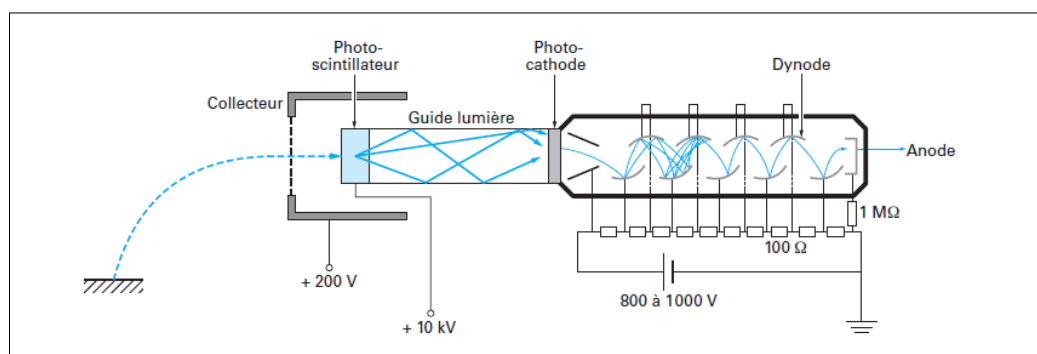 Photo-
scintillateur
Photo-
cathode
Dynode
Collecteur
Guide lumière
Anode
1 MΩ
100 Ω
+ 200 V
800 à 1000 V
+ 10 kV